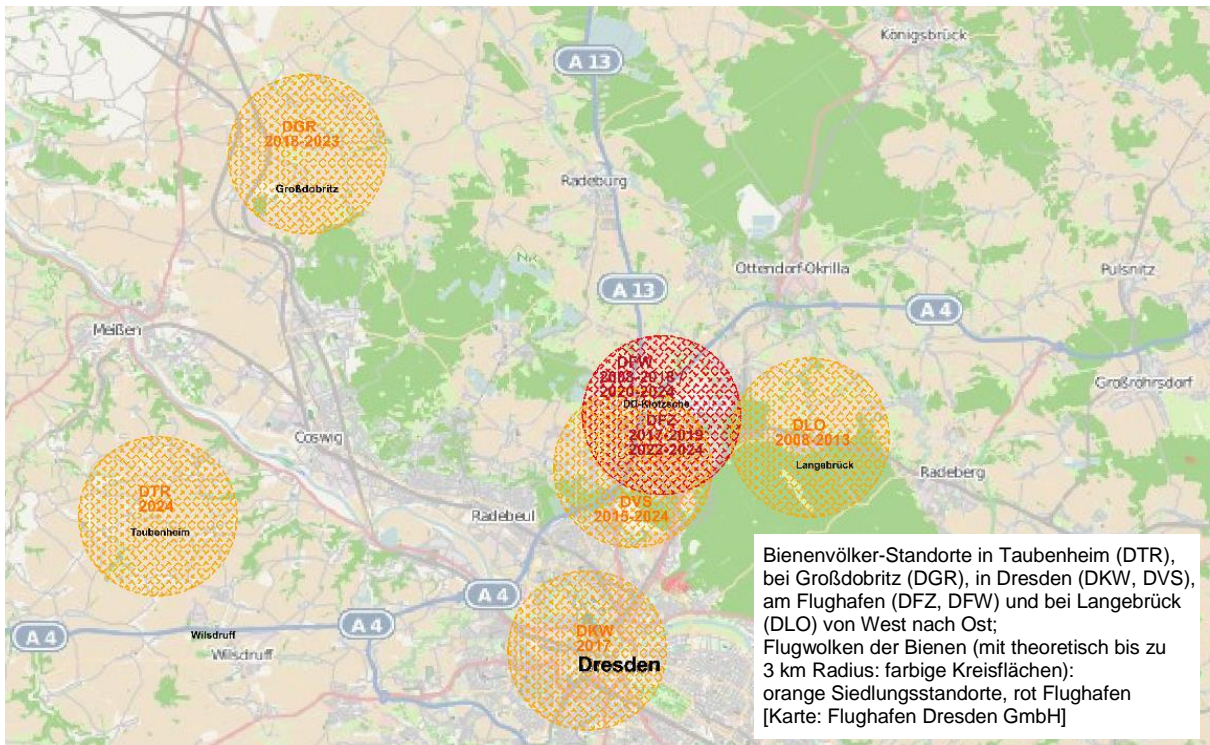 Königsbrück
A 13
DGR
2018-2023
Großdobritz
Radeburg
Ottendorf-Okrilla
Pulsnitz
A 13
A 4
Meißen
DFW
2008-2018 /
2020-2024
DD-Klotzsche
DFZ
2017-2019
2022-2024
Großröhrsdorf
DLO
2008-2013
Langebrück
Radeberg
Coswig
DTR
2024
Taubenheim
Radebeul
DVS
2015-2024
A 4
A 4
A 4
Wilsdruff
Wilsdruff
DKW
2017
Dresden
Bienenvölker-Standorte in Taubenheim (DTR),
bei Großdobritz (DGR), in Dresden (DKW, DVS),
am Flughafen (DFZ, DFW) und bei Langebrück
(DLO) von West nach Ost;
Flugwolken der Bienen (mit theoretisch bis zu
3 km Radius: farbige Kreisflächen):
orange Siedlungsstandorte, rot Flughafen
[Karte: Flughafen Dresden GmbH]